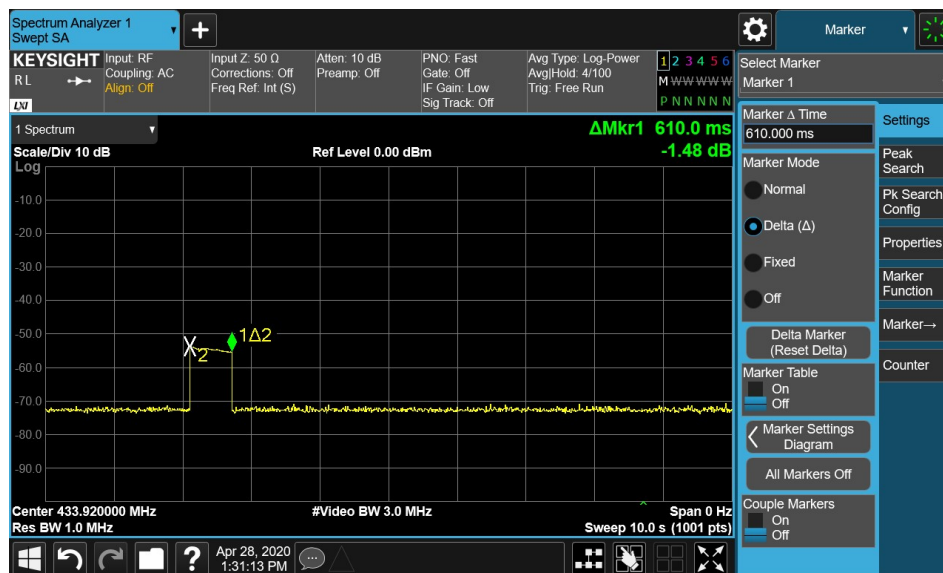 Spectrum Analyzer 1
Swept SA
+
Marker
KEYSIGHT
R L
LXI
Input: RF
Coupling: AC
Align: Off
Input Z: 50 Ω
Corrections: Off
Freq Ref: Int (S)
Atten: 10 dB
Preamp: Off
PNO: Fast
Gate: Off
IF Gain: Low
Sig Track: Off
Avg Type: Log-Power
Avg|Hold: 4/100
Trig: Free Run
1 2 3 4 5 6
M W W W W W
P N N N N N
Select Marker
Marker 1
1 Spectrum
ΔMkr1 610.0 ms
-1.48 dB
Scale/Div 10 dB
Ref Level 0.00 dBm
Log
-10.0
-20.0
-30.0
-40.0
-50.0
-60.0
-70.0
-80.0
-90.0
2
1Δ2
Center 433.920000 MHz
Res BW 1.0 MHz
#Video BW 3.0 MHz
Span 0 Hz
Sweep 10.0 s (1001 pts)
Marker Δ Time
610.000 ms
Marker Mode
Normal
Delta (Δ)
Fixed
Off
Delta Marker
(Reset Delta)
Marker Table
On
Off
Marker Settings
Diagram
All Markers Off
Couple Markers
On
Off
Settings
Peak
Search
Pk Search
Config
Properties
Marker
Function
Marker→
Counter
?
Apr 28, 2020
1:31:13 PM